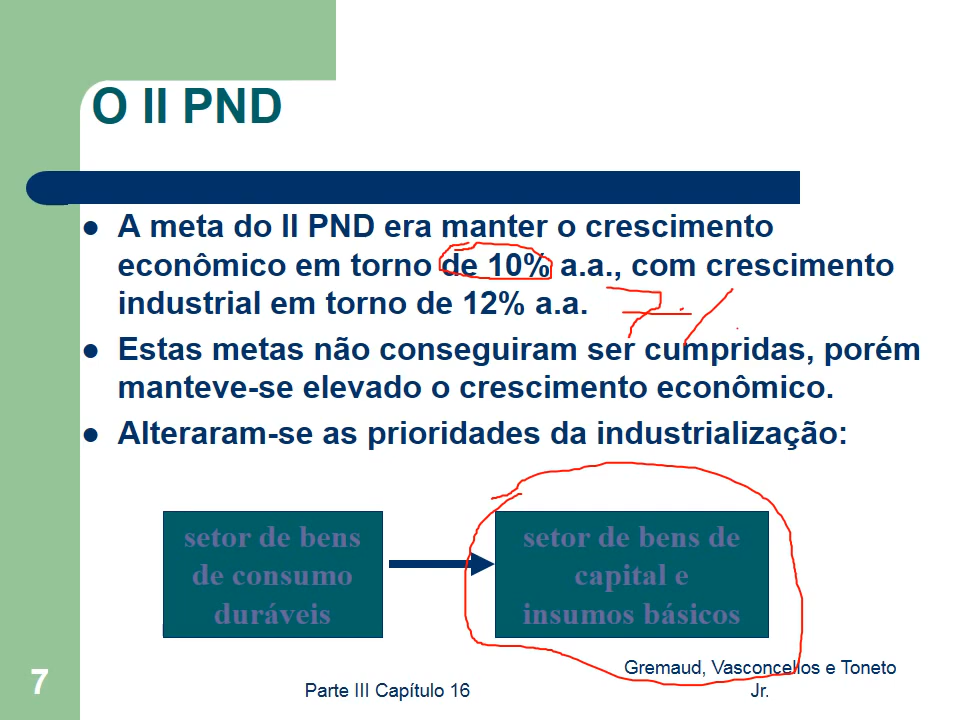 O II PND
A meta do II PND era manter o crescimento
econômico em torno de 10% a.a., com crescimento
industrial em torno de 12% a.a.
Estas metas não conseguiram ser cumpridas, porém
manteve-se elevado o crescimento econômico.
Alteraram-se as prioridades da industrialização:
setor de bens
de consumo
duráveis
setor de bens de
capital e
insumos básicos
7
Parte III Capítulo 16
Gremaud, Vasconcellos e Toneto
Jr.